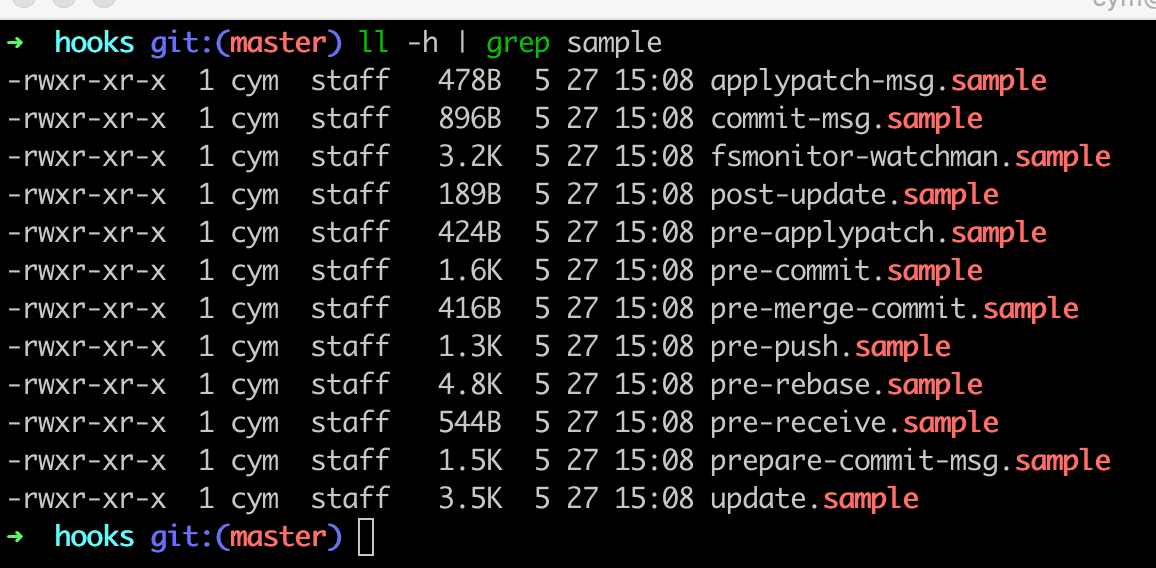 ➜  hooks git:(master) ll -h | grep sample
-rwxr-xr-x  1 cym  staff   478B  5 27 15:08 applypatch-msg.sample
-rwxr-xr-x  1 cym  staff   896B  5 27 15:08 commit-msg.sample
-rwxr-xr-x  1 cym  staff   3.2K  5 27 15:08 fsmonitor-watchman.sample
-rwxr-xr-x  1 cym  staff   189B  5 27 15:08 post-update.sample
-rwxr-xr-x  1 cym  staff   424B  5 27 15:08 pre-applypatch.sample
-rwxr-xr-x  1 cym  staff   1.6K  5 27 15:08 pre-commit.sample
-rwxr-xr-x  1 cym  staff   416B  5 27 15:08 pre-merge-commit.sample
-rwxr-xr-x  1 cym  staff   1.3K  5 27 15:08 pre-push.sample
-rwxr-xr-x  1 cym  staff   4.8K  5 27 15:08 pre-rebase.sample
-rwxr-xr-x  1 cym  staff   544B  5 27 15:08 pre-receive.sample
-rwxr-xr-x  1 cym  staff   1.5K  5 27 15:08 prepare-commit-msg.sample
-rwxr-xr-x  1 cym  staff   3.5K  5 27 15:08 update.sample
➜  hooks git:(master)